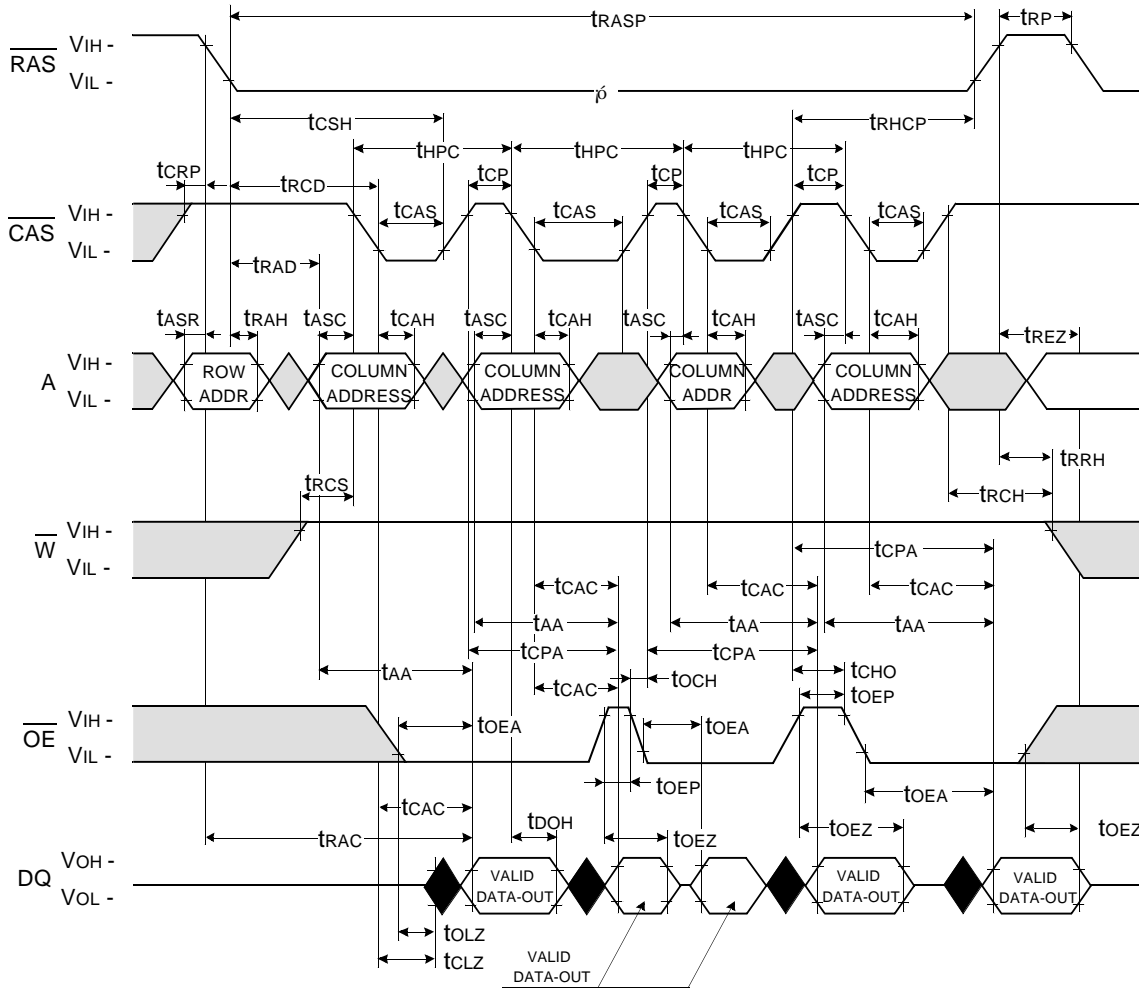 tRASP
tRP
RAS
VIH -
VIL -
ρ́
tCSH
tRHCP
tHPC
tHPC
tHPC
tCRP
tRCD
tCP
tCP
tCP
CAS
VIH -
VIL -
tCAS
tCAS
tCAS
tCAS
tRAD
tASR
tRAH
tASC
tCAH
tASC
tCAH
tASC
tCAH
tASC
tCAH
tREZ
A
VIH -
VIL -
ROW
ADDR
COLUMN
ADDRESS
COLUMN
ADDRESS
COLUMN
ADDR
COLUMN
ADDRESS
tRRH
tRCS
tRCH
W
VIH -
VIL -
tCPA
tCAC
tCAC
tCAC
tAA
tAA
tAA
tCPA
tCPA
tAA
tCHO
tCAC
tOCH
tOEP
OE
VIH -
VIL -
tOEA
tOEA
tOEP
tOEA
tCAC
tRAC
tDOH
tOEZ
tOEZ
tOEZ
DQ
VOH -
VOL -
VALID
DATA-OUT
VALID
DATA-OUT
VALID
DATA-OUT
tOLZ
tCLZ
VALID
DATA-OUT